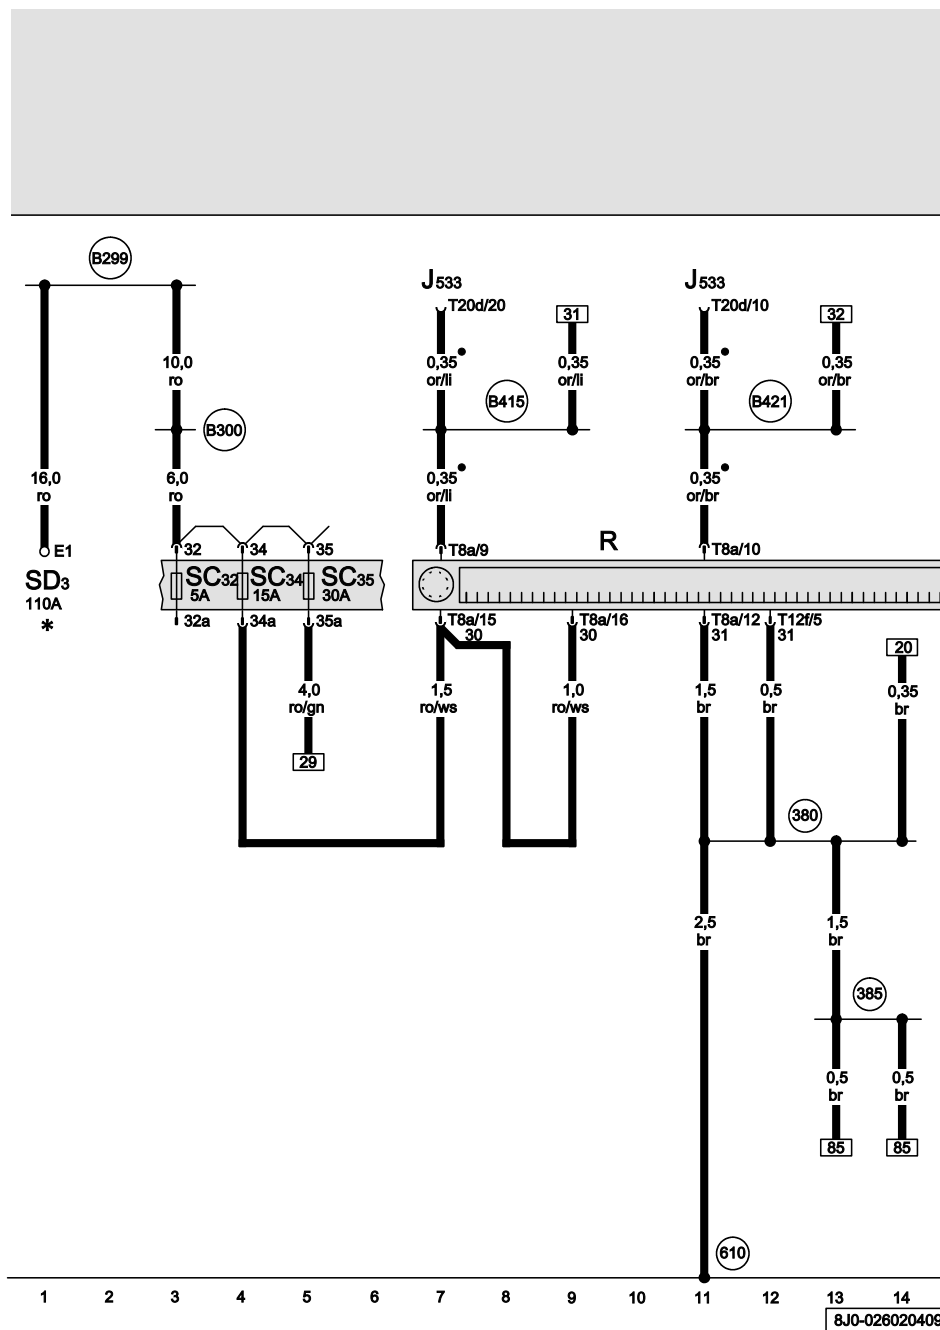 B299
J533
J533
T20d/20
T20d/10
31
32
10,0
ro
0,35
or/li
0,35
or/li
0,35
or/br
0,35
or/br
B415
B421
B300
16,0
ro
6,0
ro
0,35
or/li
0,35
or/br
E1
32
34
35
T8a/9
R
T8a/10
SD3
110A
*
SC32
5A
SC34
15A
SC35
30A
32a
34a
35a
T8a/15
30
T8a/16
30
T8a/12
31
T12f/5
31
20
4,0
ro/gn
1,5
ro/ws
1,0
ro/ws
1,5
br
0,5
br
0,35
br
29
380
2,5
br
1,5
br
385
0,5
br
0,5
br
85
85
610
1 2 3 4 5 6 7 8 9 10 11 12 13 14
8J0-026020409